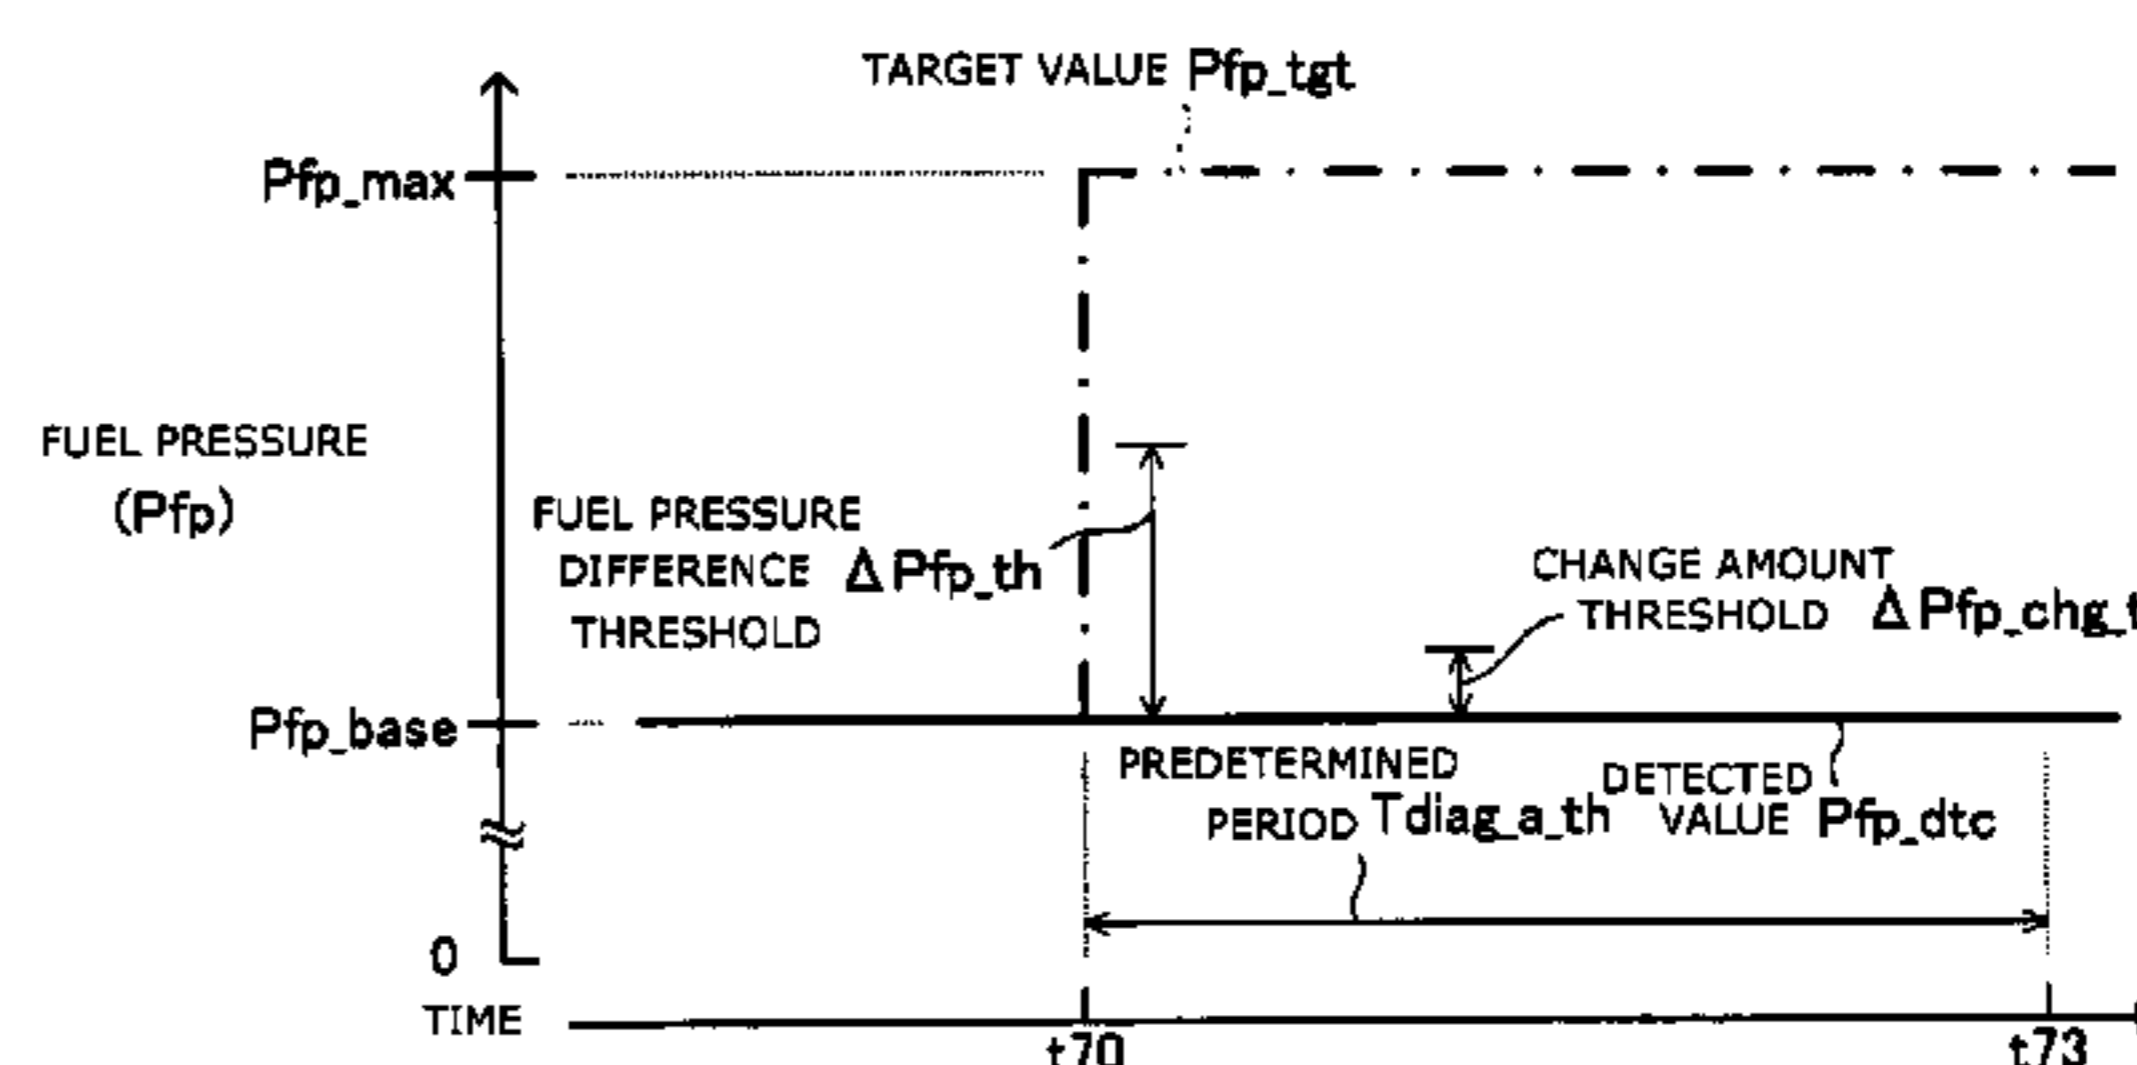 TARGET VALUE Pfp_tgt
Pfp_max
FUEL PRESSURE
(Pfp)
FUEL PRESSURE
DIFFERENCE ΔPfp_th
THRESHOLD
CHANGE AMOUNT
THRESHOLD ΔPfp_chg_t
Pfp_base
PREDETERMINED
PERIOD Tdiag_a_th
DETECTED
VALUE Pfp_dtc
0
TIME
t70
t73